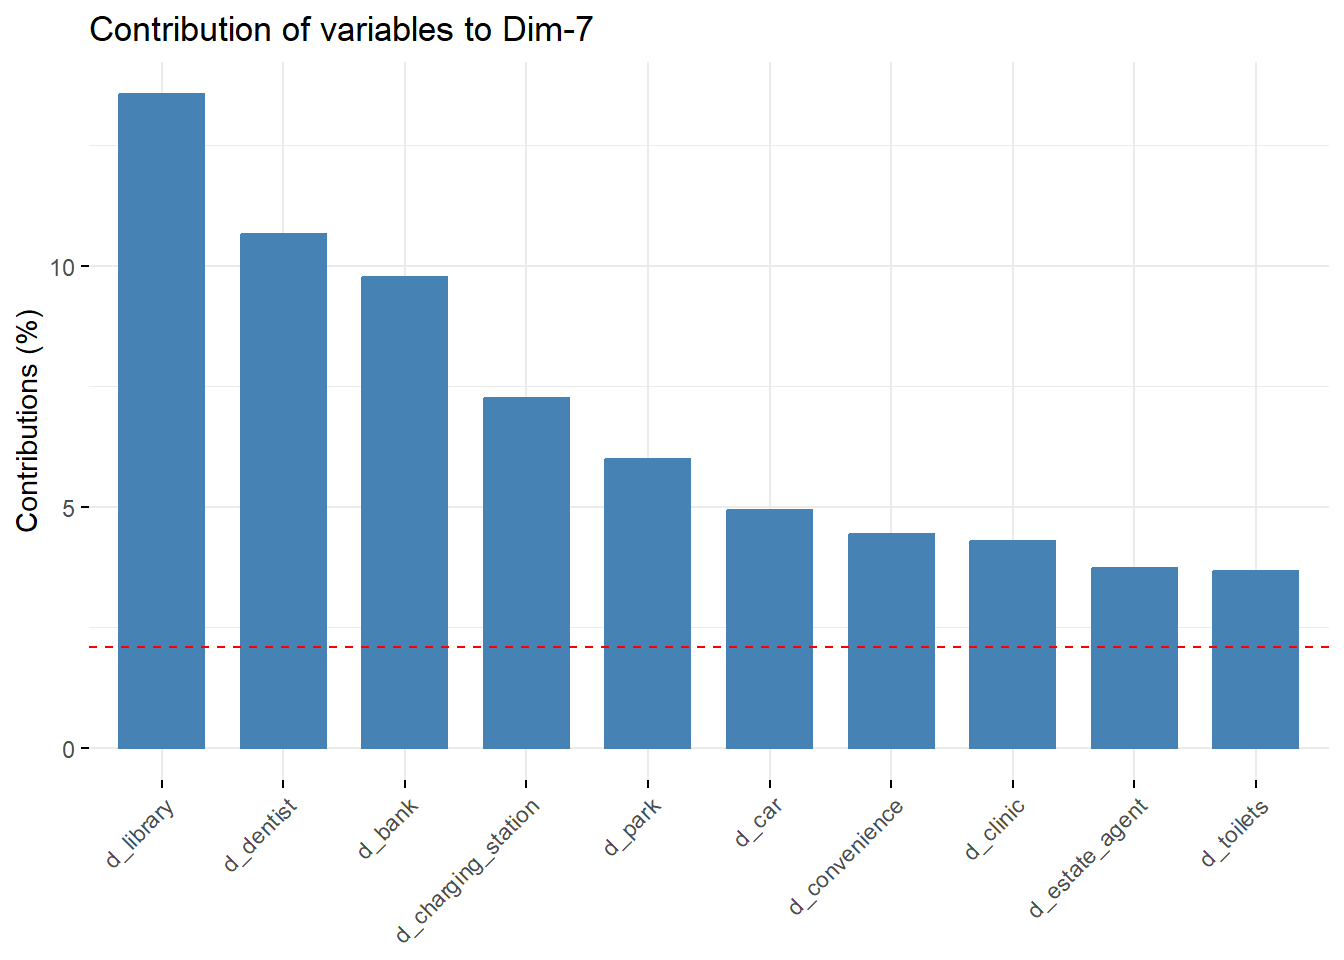 Contribution of variables to Dim-7
Contributions (%)
10
5
0
d_library
d_dentist
d_bank
d_charging_station
d_park
d_car
d_convenience
d_clinic
d_estate_agent
d_toilets